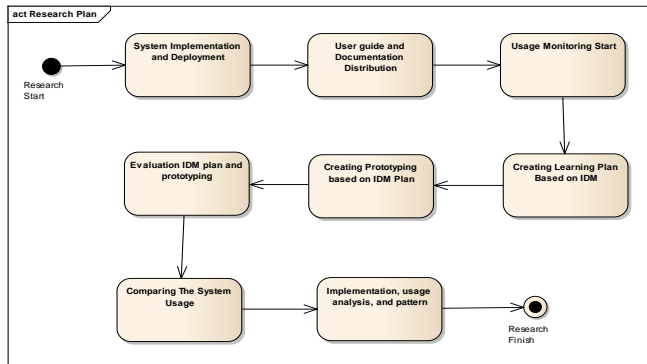 act Research Plan
System Implementation
and Deployment
User guide and
Documentation
Distribution
Usage Monitoring Start
Research
Start
Evaluation IDM plan and
prototyping
Creating Prototyping
based on IDM Plan
Creating Learning Plan
Based on IDM
Comparing The System
Usage
Implementation, usage
analysis, and pattern
Research
Finish